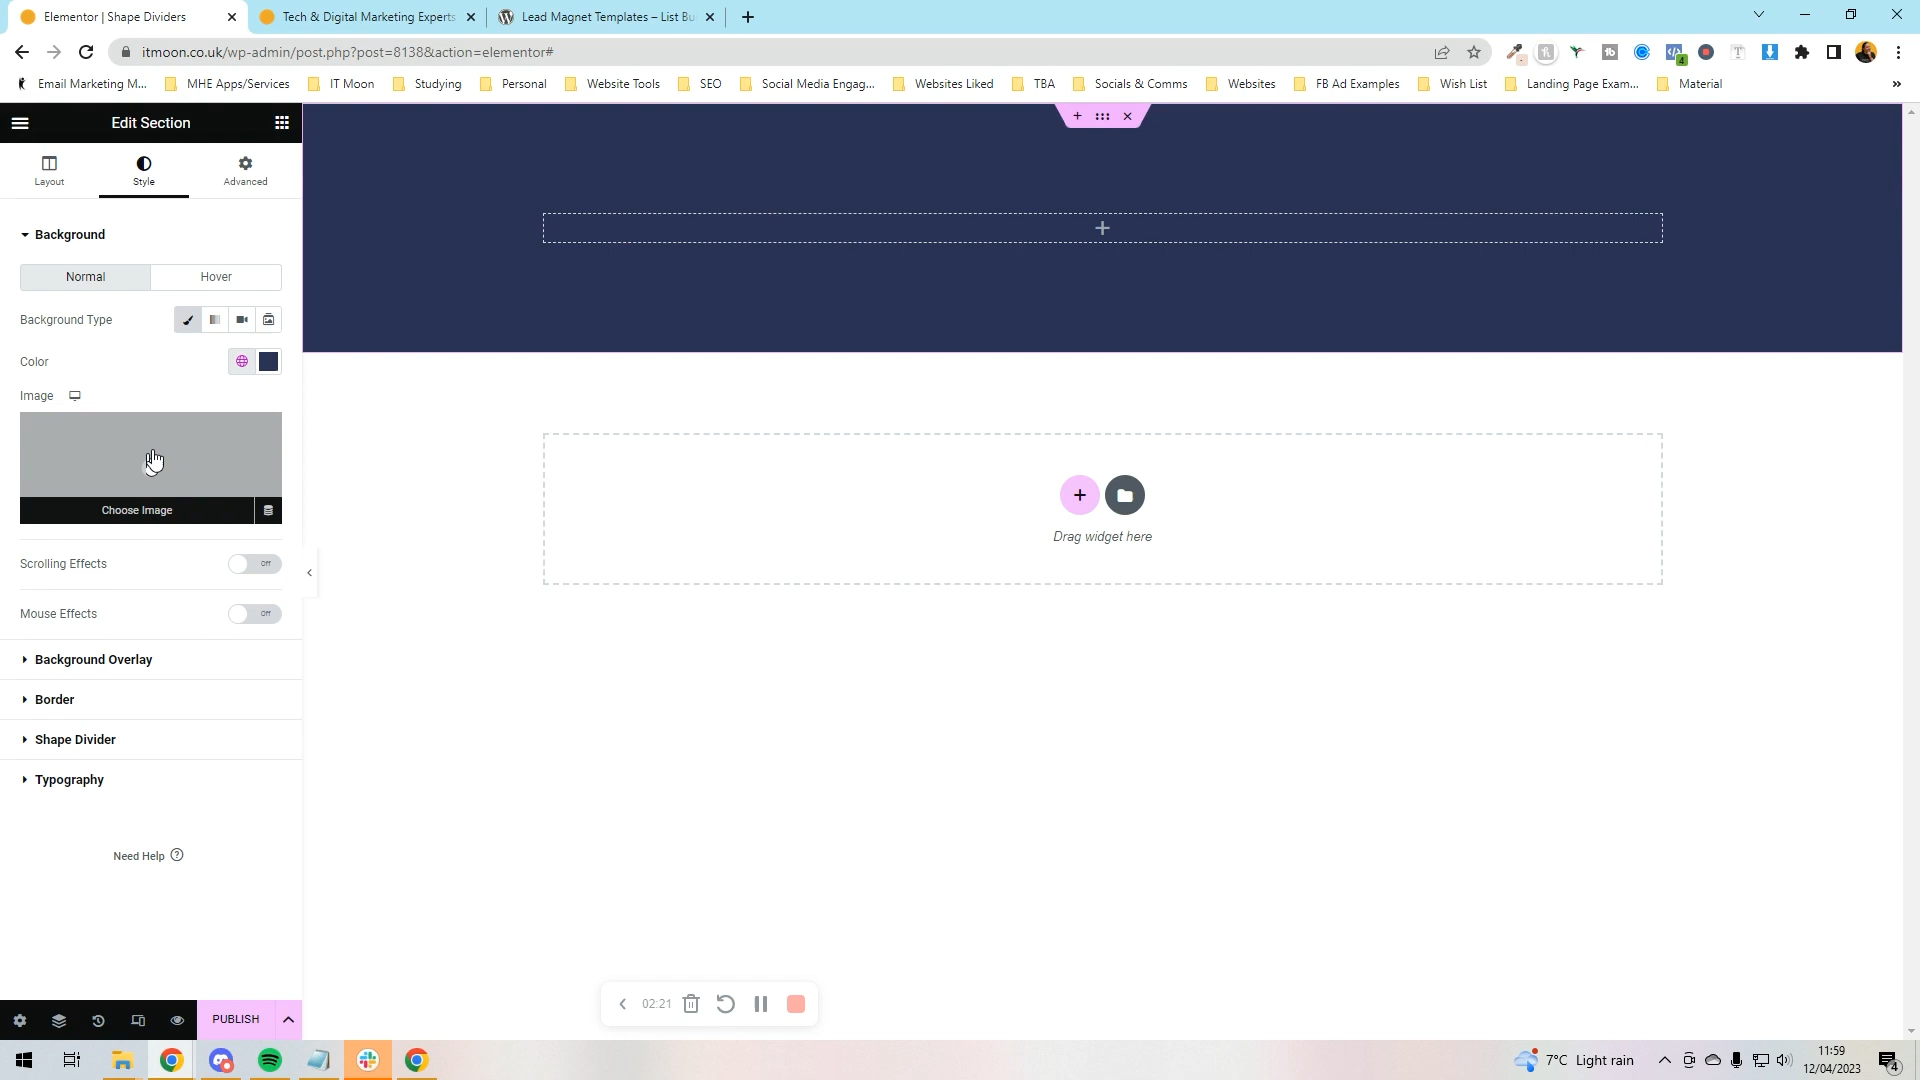 Elementor | Shape Dividers
Tech & Digital Marketing Experts
Lead Magnet Templates – List Bu
itmoon.co.uk/wp-admin/post.php?post=8138&action=elementor#
4
Email Marketing M...
MHE Apps/Services
IT Moon
Studying
Personal
Website Tools
SEO
Social Media Engag...
Websites Liked
TBA
Socials & Comms
Websites
FB Ad Examples
Wish List
Landing Page Exam...
Material
»
Edit Section
Layout
Style
Advanced
Background
Normal
Hover
Background Type
Color
Image
Choose Image
Scrolling Effects
Off
Mouse Effects
Off
Background Overlay
Border
Shape Divider
Typography
Need Help
Drag widget here
02:21
PUBLISH
7°C Light rain
11:59
12/04/2023
4